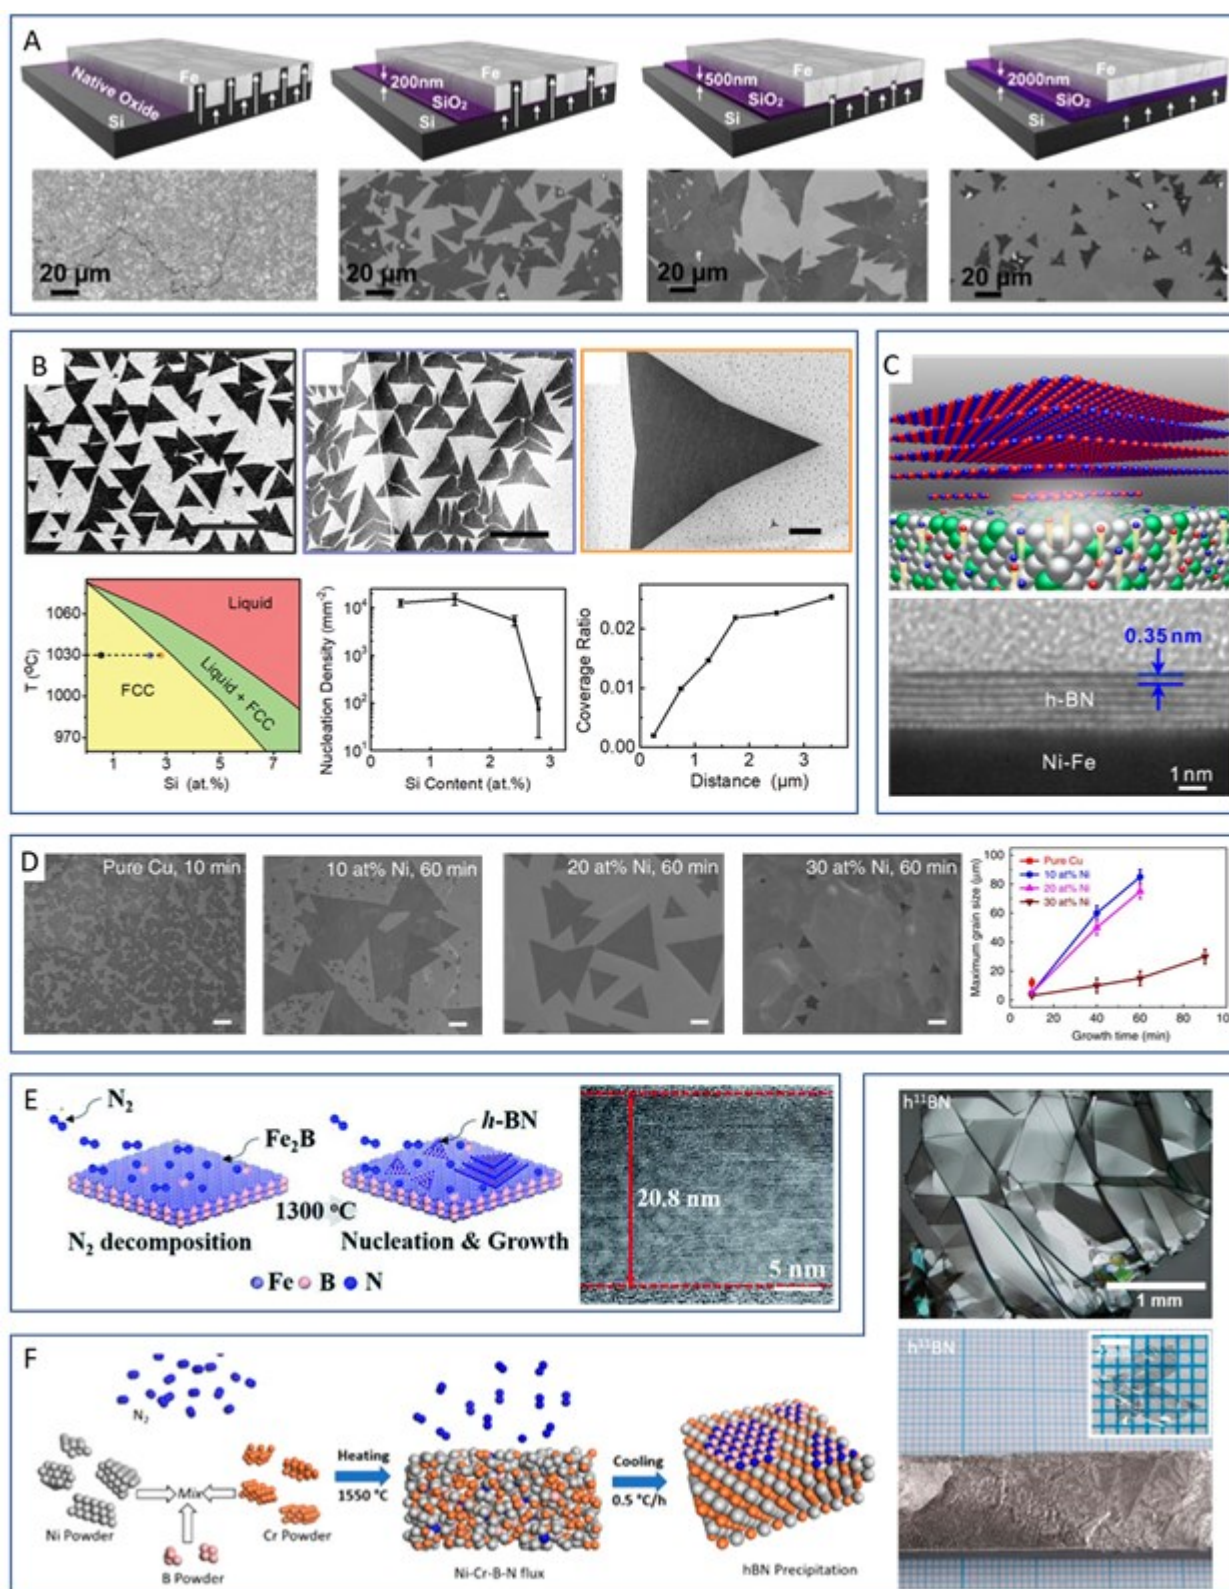 A
Native Oxide
Fe
Si
200nm
Fe
SiO₂
Si
500nm
Fe
SiO₂
Si
2000nm
Fe
SiO₂
Si
20 µm
20 µm
20 µm
20 µm
B
T (°C)
1060
1030
1000
970
Liquid
Liquid + FCC
FCC
1 3 5 7
Si (at.%)
Nucleation Density (mm⁻²)
10⁴
10³
10²
10¹
0 1 2 3
Si Content (at.%)
Coverage Ratio
0.02
0.01
0.00
0 1 2 3
Distance (µm)
C
0.35 nm
h-BN
Ni-Fe
1 nm
D
Pure Cu, 10 min
10 at% Ni, 60 min
20 at% Ni, 60 min
30 at% Ni, 60 min
Maximum grain size (µm)
100
80
60
40
20
0
Pure Cu
10 at% Ni
20 at% Ni
30 at% Ni
20 40 60 80 10
Growth time (min)
E
N₂
Fe₂B
h-BN
1300 °C
N₂ decomposition
Nucleation & Growth
Fe B N
20.8 nm
5 nm
h¹¹BN
1 mm
h¹¹BN
F
N₂
Ni Powder
Mix
Cr Powder
B Powder
Heating
1550 °C
Ni-Cr-B-N flux
Cooling
0.5 °C/h
hBN Precipitation